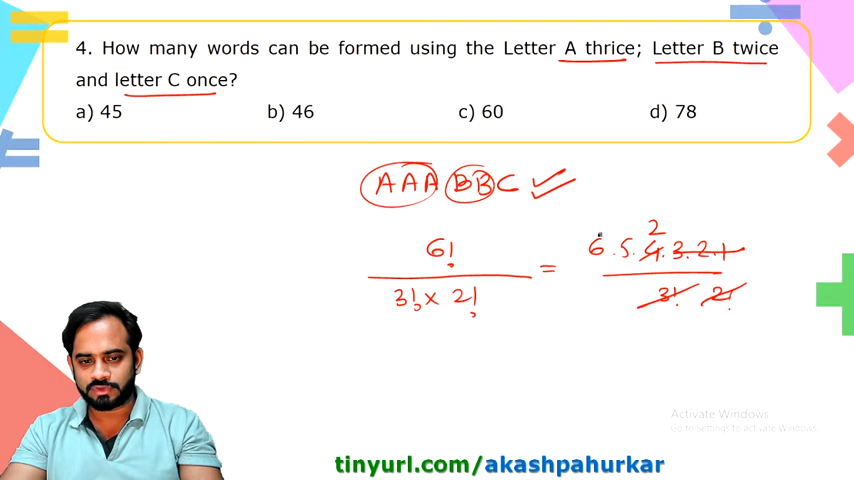 4. How many words can be formed using the Letter A thrice; Letter B twice
and letter C once?
a) 45 b) 46 c) 60 d) 78
AAA BB C
6! / 3! x 2! = 6.5.4.3.2.1 / 3! 2!
2
Activate Windows
Go to Settings to activate Windows.
tinyurl.com/akashpahurkar